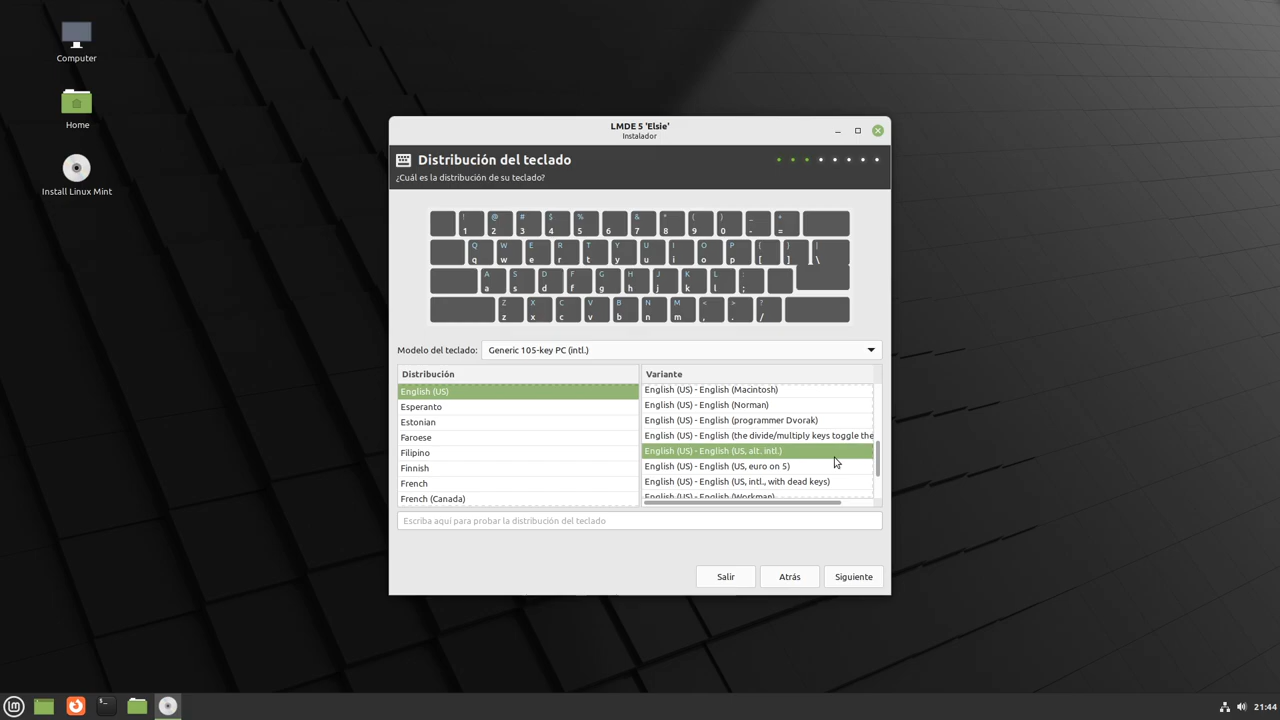 Computer
Home
Install Linux Mint
LMDE 5 'Elsie'
Instalador
Distribución del teclado
¿Cuál es la distribución de su teclado?
! @ # $ % & * ( ) _ +
1 2 3 4 5 6 7 8 9 0 - =
Q W E R T Y U I O P { } |
q w e r t y u i o p [ ] \
A S D F G H J K L :
a s d f g h j k l ;
Z X C V B N M < > ?
z x c v b n m , . /
Modelo del teclado: Generic 105-key PC (intl.)
Distribución
English (US)
Esperanto
Estonian
Faroese
Filipino
Finnish
French
French (Canada)
Variante
English (US) - English (Macintosh)
English (US) - English (Norman)
English (US) - English (programmer Dvorak)
English (US) - English (the divide/multiply keys toggle the
English (US) - English (US, alt. intl.)
English (US) - English (US, euro on 5)
English (US) - English (US, intl., with dead keys)
English (US) - English (Workman)
Escriba aquí para probar la distribución del teclado
Salir
Atrás
Siguiente
21:44